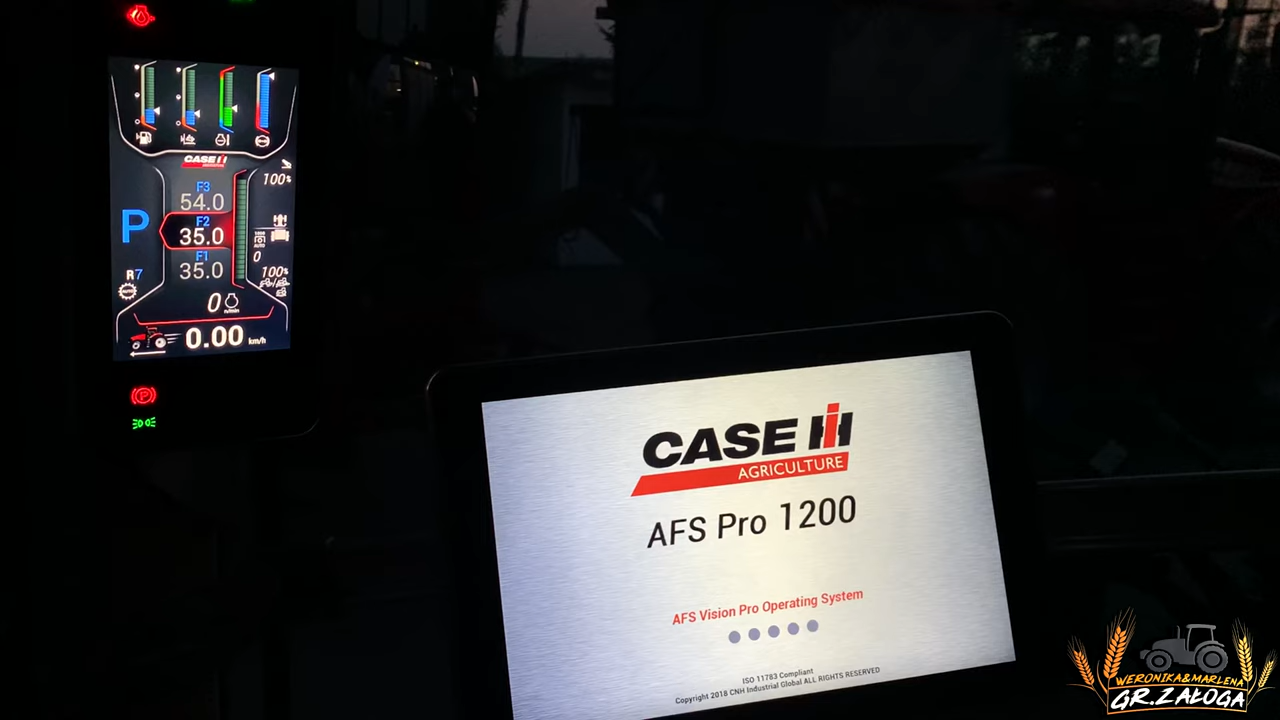 CASE IH
AGRICULTURE
100%
F3
54.0
F2
P
35.0
F1
35.0
0
100%
R7
AUTO
0
0.00 km/h
P
CASE IH
AGRICULTURE
AFS Pro 1200
AFS Vision Pro Operating System
ISO 11783 Compliant
Copyright 2018 CNH Industrial Global ALL RIGHTS RESERVED
WERONIKA&MARLENA
GR.ZAŁOGA